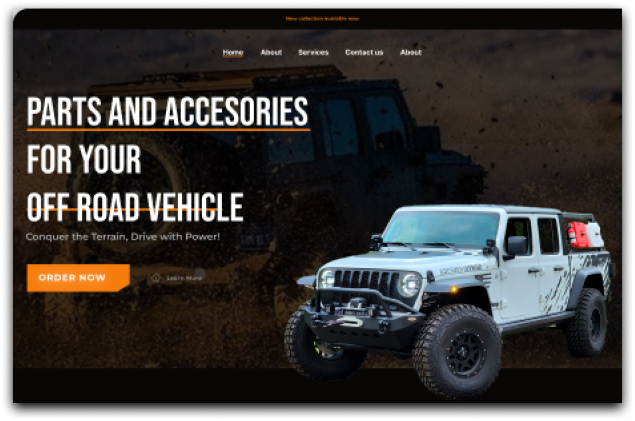 New collection available now
Home About Services Contact us About
PARTS AND ACCESORIES
FOR YOUR
OFF ROAD VEHICLE
Conquer the Terrain, Drive with Power!
ORDER NOW Learn More